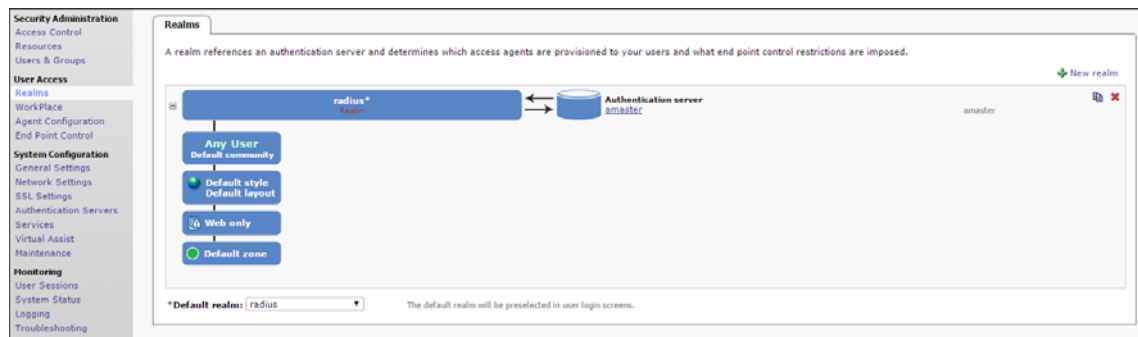 Security Administration
Access Control
Resources
Users & Groups
User Access
Realms
WorkPlace
Agent Configuration
End Point Control
System Configuration
General Settings
Network Settings
SSL Settings
Authentication Servers
Services
Virtual Assist
Maintenance
Monitoring
User Sessions
System Status
Logging
Troubleshooting
Realms
A realm references an authentication server and determines which access agents are provisioned to your users and what end point control restrictions are imposed.
New realm
radius*
Realm
Authentication server
amaster
amaster
Any User
Default community
Default style
Default layout
Web only
Default zone
*Default realm: radius
The default realm will be preselected in user login screens.